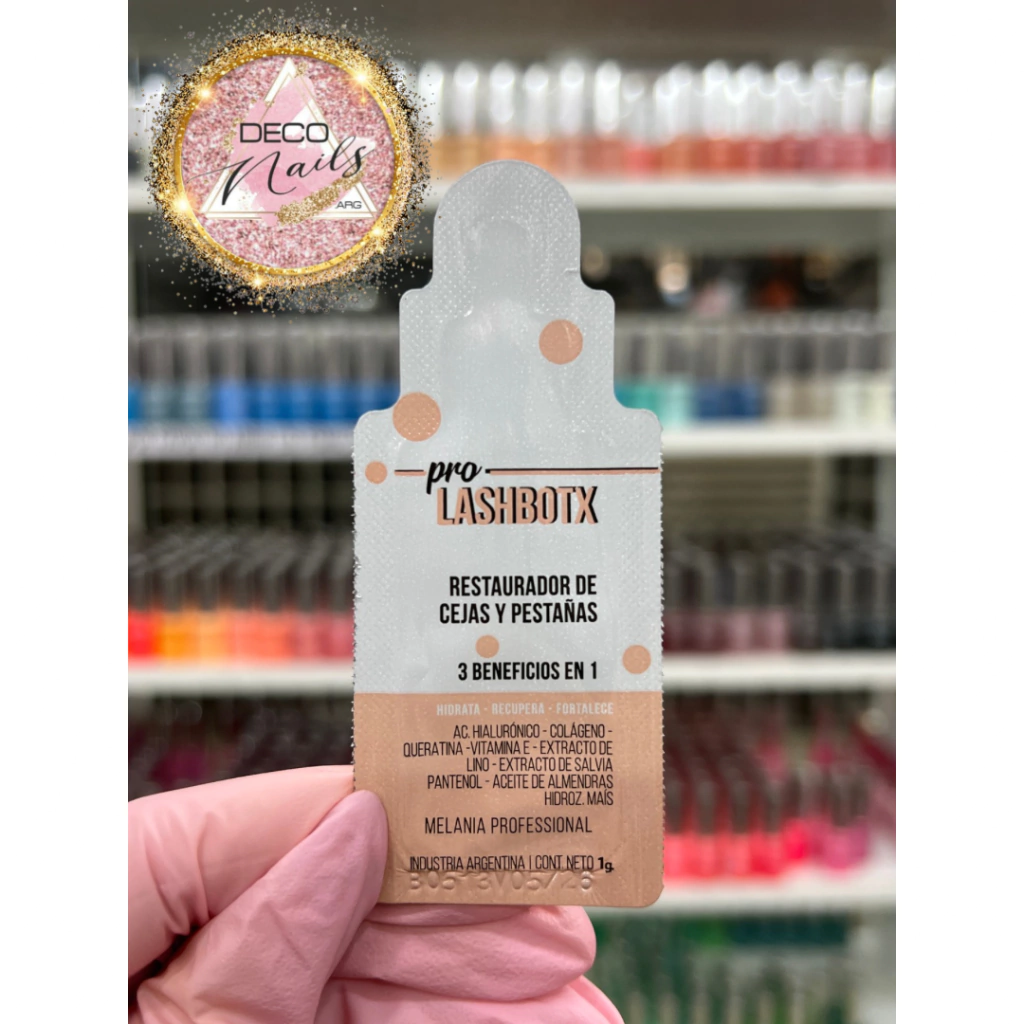 DECO
Nails
ARG
pro
LASHBOTX
RESTAURADOR DE
CEJAS Y PESTAÑAS
3 BENEFICIOS EN 1
HIDRATA - RECUPERA - FORTALECE
AC. HIALURÓNICO - COLÁGENO -
QUERATINA -VITAMINA E - EXTRACTO DE
LINO - EXTRACTO DE SALVIA
PANTENOL - ACEITE DE ALMENDRAS
HIDROZ. MAÍS
MELANIA PROFESSIONAL
INDUSTRIA ARGENTINA | CONT. NETO 1g.